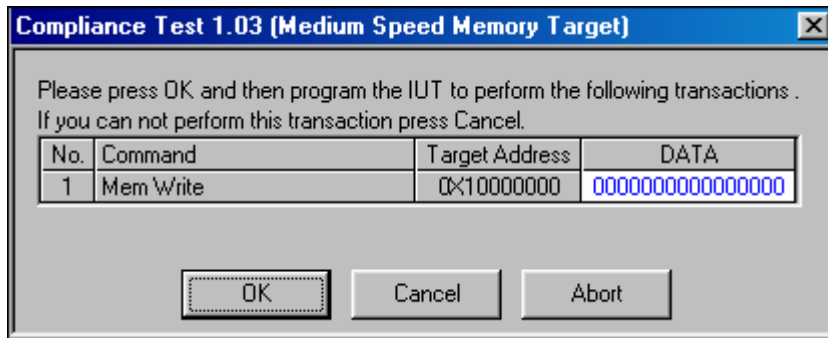 Compliance Test 1.03 (Medium Speed Memory Target)
Please press OK and then program the IUT to perform the following transactions .
If you can not perform this transaction press Cancel.
No. Command Target Address DATA
1 Mem Write 0X10000000 0000000000000000
OK Cancel Abort